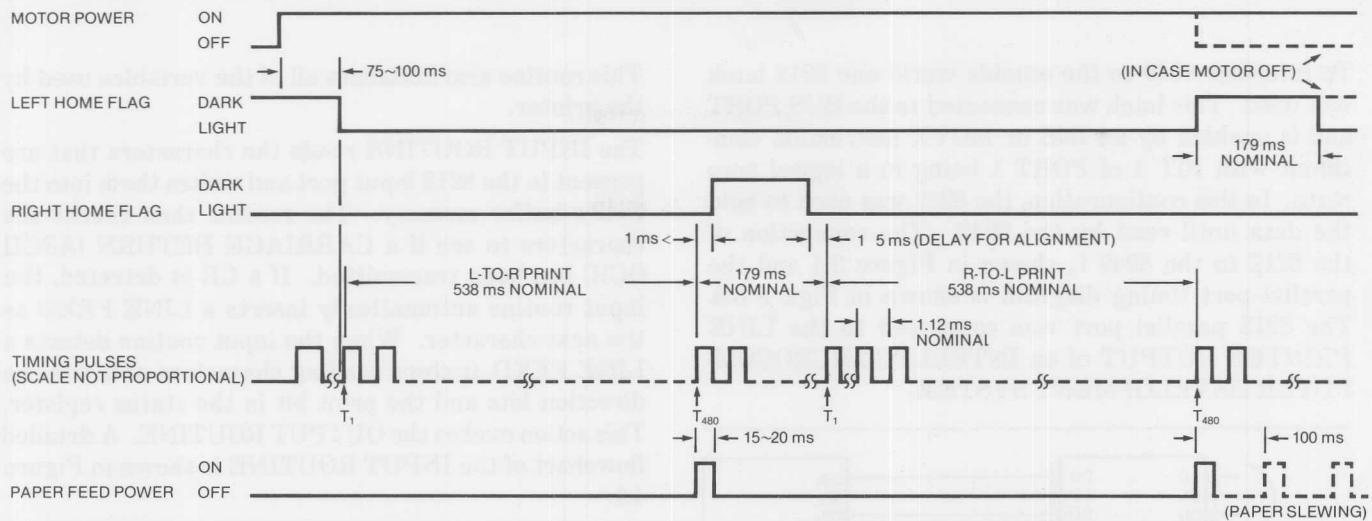 MOTOR POWER ON
OFF
75~100 ms
(IN CASE MOTOR OFF)
LEFT HOME FLAG DARK
LIGHT
179 ms
NOMINAL
DARK
RIGHT HOME FLAG LIGHT
1 ms
1 5 ms (DELAY FOR ALIGNMENT)
L-TO-R PRINT
538 ms NOMINAL
179 ms
NOMINAL
R-TO-L PRINT
538 ms NOMINAL
1.12 ms
NOMINAL
TIMING PULSES
(SCALE NOT PROPORTIONAL)
T1
T480
T1
T480
15~20 ms
100 ms
ON
PAPER FEED POWER OFF
(PAPER SLEWING)